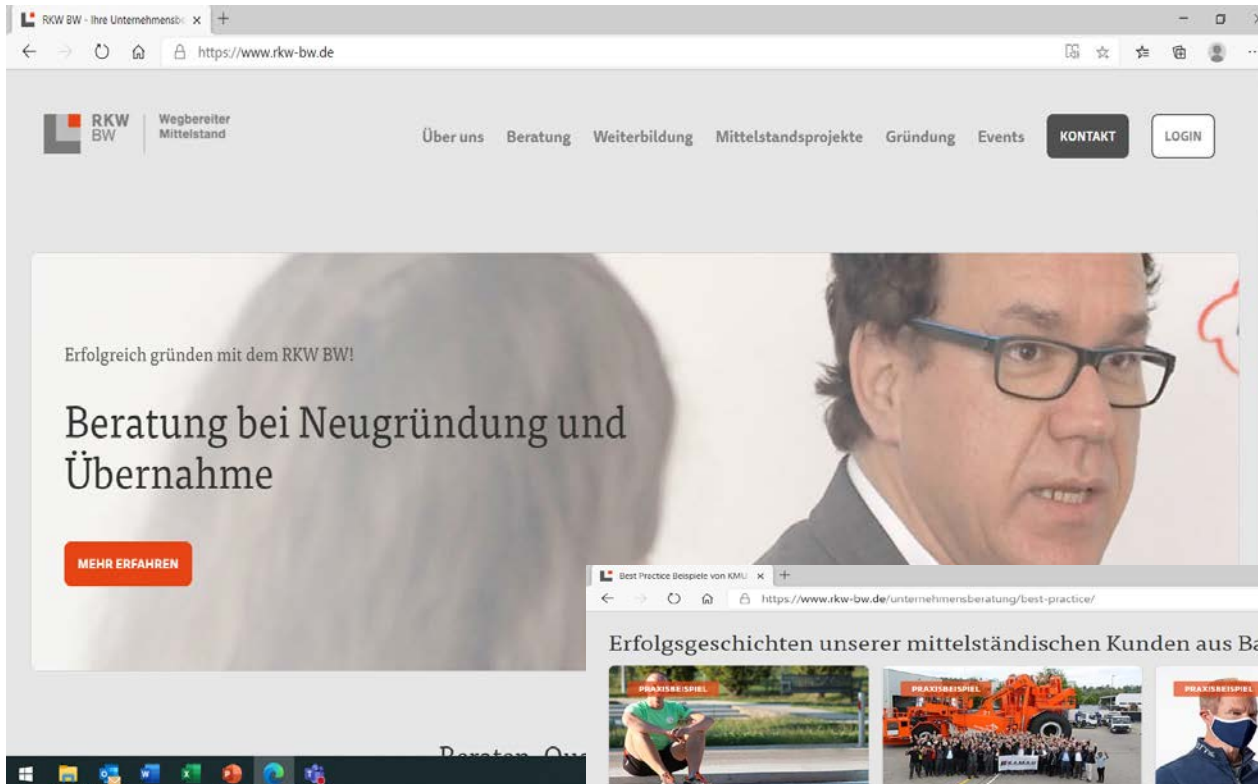 RKW BW - Ihre Unternehmensb
https://www.rkw-bw.de
RKW
BW
Wegbereiter
Mittelstand
Über uns Beratung Weiterbildung Mittelstandsprojekte Gründung Events KONTAKT LOGIN
Erfolgreich gründen mit dem RKW BW!
Beratung bei Neugründung und
Übernahme
MEHR ERFAHREN
Best Practice Beispiele von KMU
https://www.rkw-bw.de/unternehmensberatung/best-practice/
Erfolgsgeschichten unserer mittelständischen Kunden aus Ba
PRAXISBEISPIEL PRAXISBEISPIEL PRAXISBEISPIEL